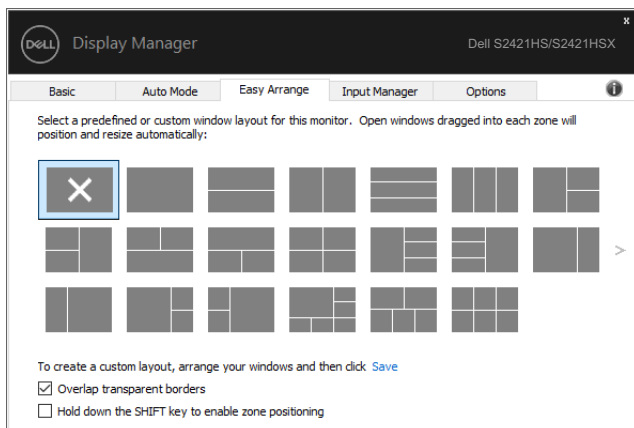 x
DELL Display Manager Dell S2421HS/S2421HSX
Basic Auto Mode Easy Arrange Input Manager Options i
Select a predefined or custom window layout for this monitor. Open windows dragged into each zone will
position and resize automatically:
>
To create a custom layout, arrange your windows and then click Save
Overlap transparent borders
Hold down the SHIFT key to enable zone positioning